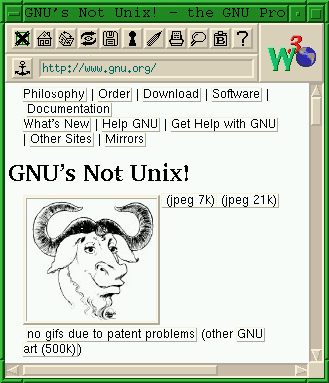 GNU's Not Unix! - the GNU Pro
?
W3
http://www.gnu.org/
Philosophy | Order | Download | Software |
Documentation
What's New | Help GNU | Get Help with GNU
| Other Sites | Mirrors
GNU's Not Unix!
(jpeg 7k) (jpeg 21k)
no gifs due to patent problems (other GNU
art (500k))